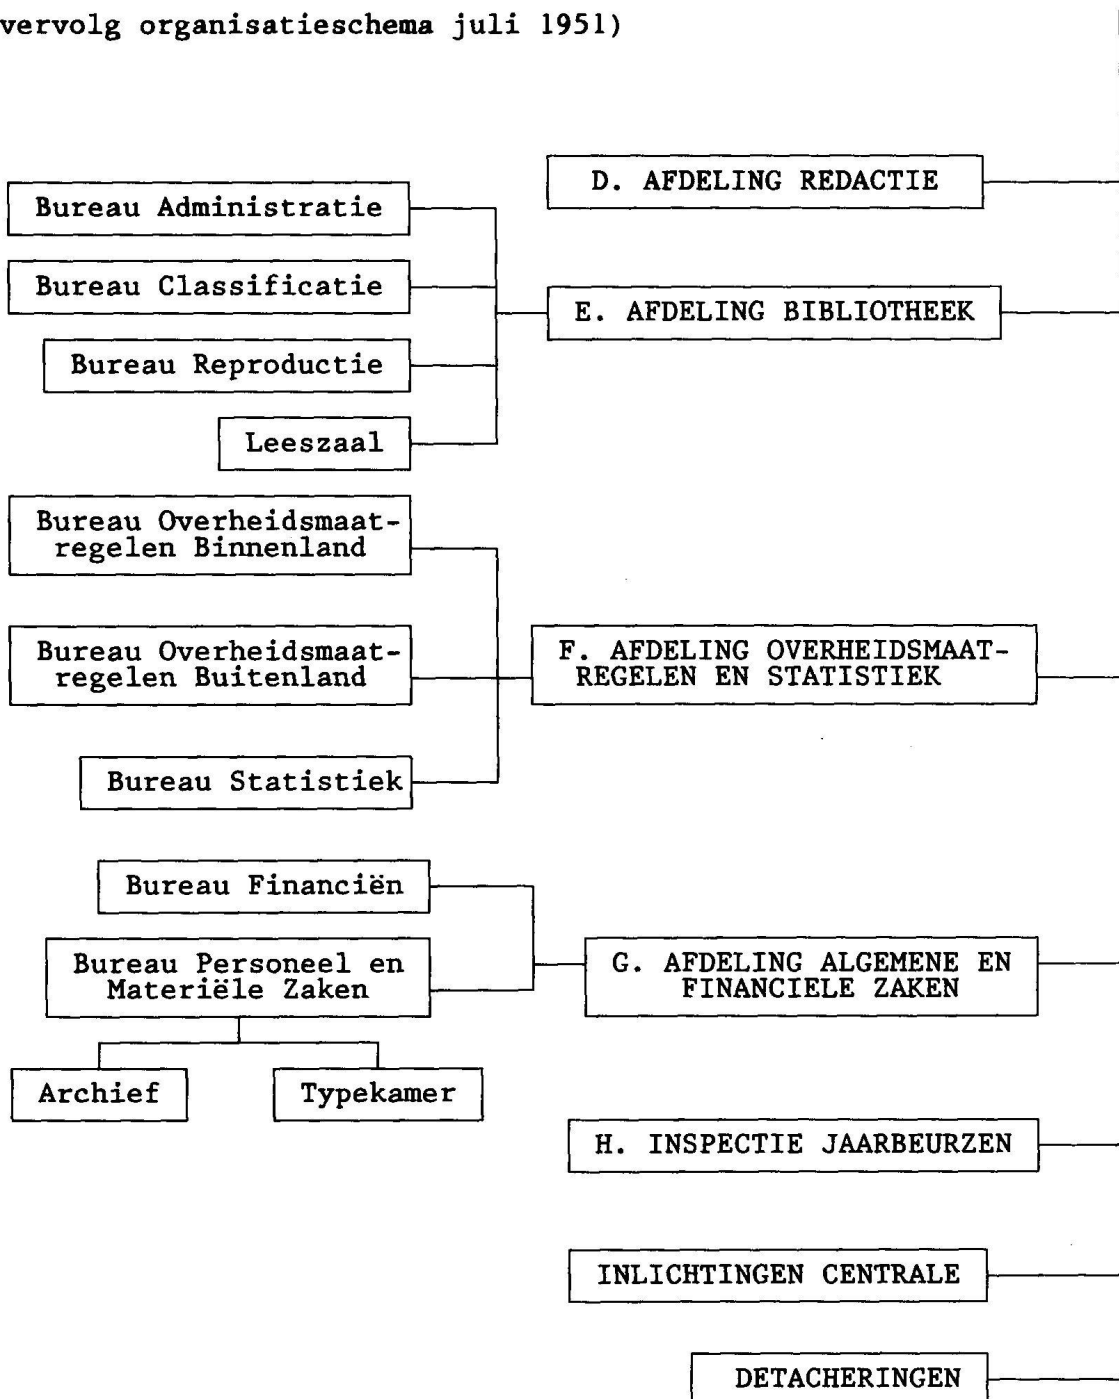 vervolg organisatieschema juli 1951)
D. AFDELING REDACTIE
Bureau Administratie
Bureau Classificatie
E. AFDELING BIBLIOTHEEK
Bureau Reproductie
Leeszaal
Bureau Overheidsmaat-
regelen Binnenland
Bureau Overheidsmaat-
regelen Buitenland
F. AFDELING OVERHEIDSMAAT-
REGELEN EN STATISTIEK
Bureau Statistiek
Bureau Financiën
Bureau Personeel en
Materiële Zaken
G. AFDELING ALGEMENE EN
FINANCIELE ZAKEN
Archief
Typekamer
H. INSPECTIE JAARBEURZEN
INLICHTINGEN CENTRALE
DETACHERINGEN